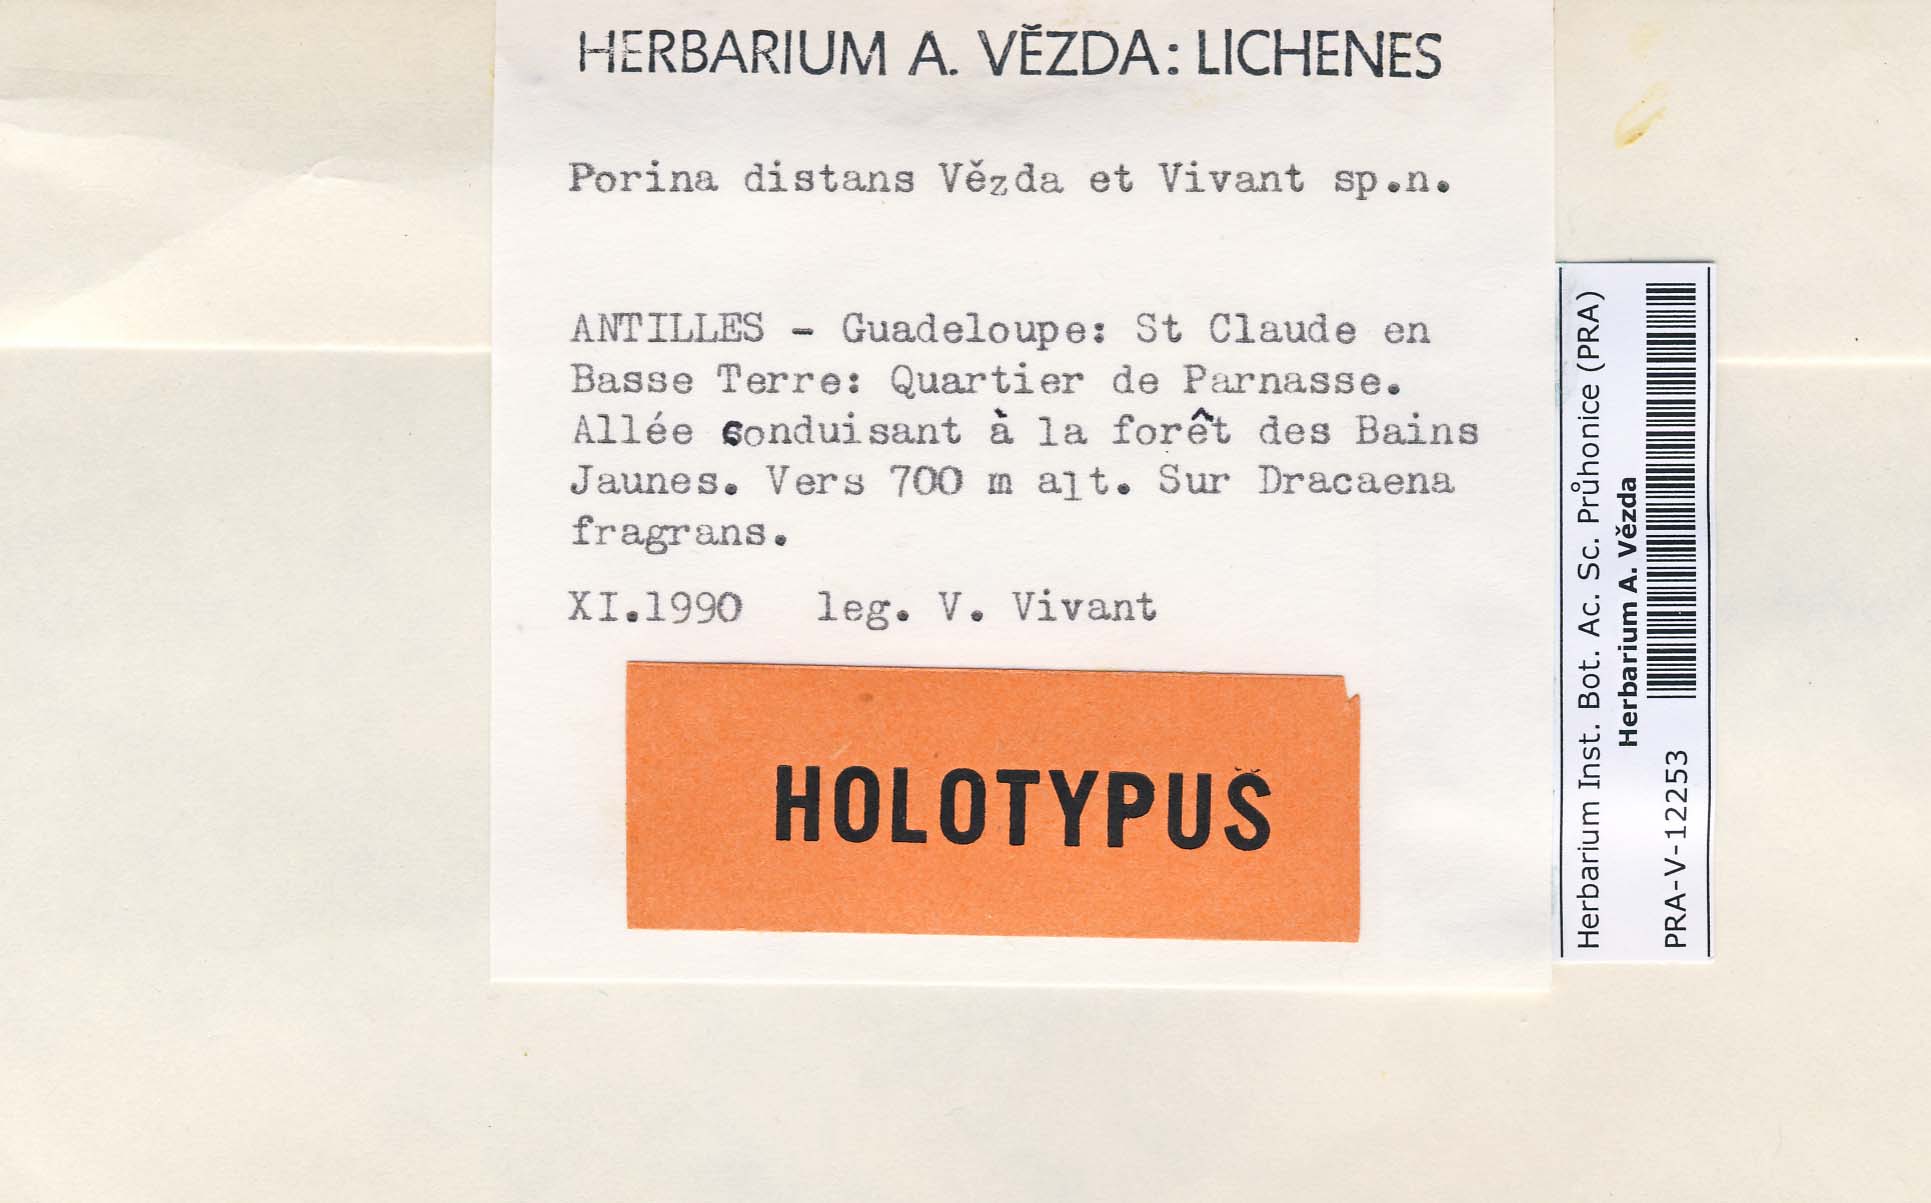 HERBARIUM A. VĚZDA: LICHENES
Porina distans Vězda et Vivant sp.n.
ANTILLES - Guadeloupe: St Claude en
Basse Terre: Quartier de Parnasse.
Allée conduisant à la forêt des Bains
Jaunes. Vers 700 m alt. Sur Dracaena
fragrans.
XI.1990 leg. V. Vivant
HOLOTYPUS
Herbarium Inst. Bot. Ac. Sc. Průhonice (PRA)
Herbarium A. Vězda
PRA-V-12253